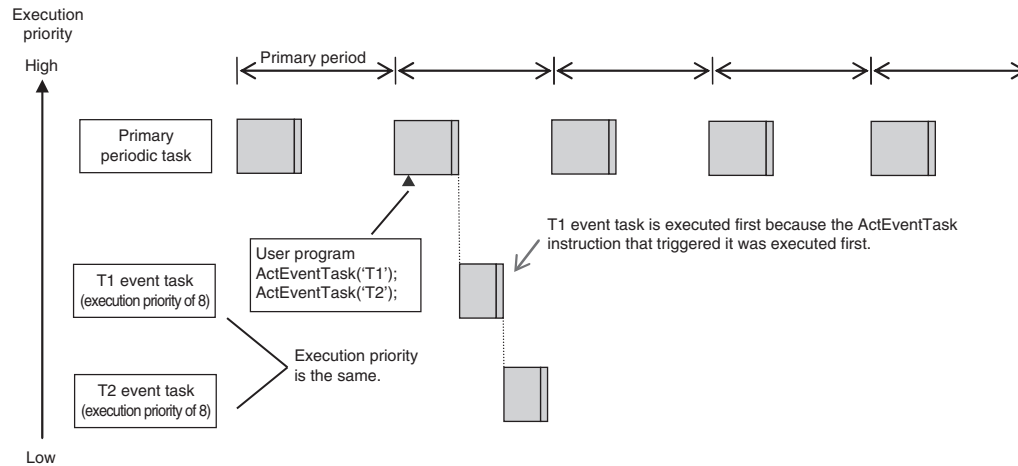 Execution
priority
High
Primary period
Primary
periodic task
User program
ActEventTask(‘T1’);
ActEventTask(‘T2’);
T1 event task is executed first because the ActEventTask
instruction that triggered it was executed first.
T1 event task
(execution priority of 8)
Execution priority
is the same.
T2 event task
(execution priority of 8)
Low